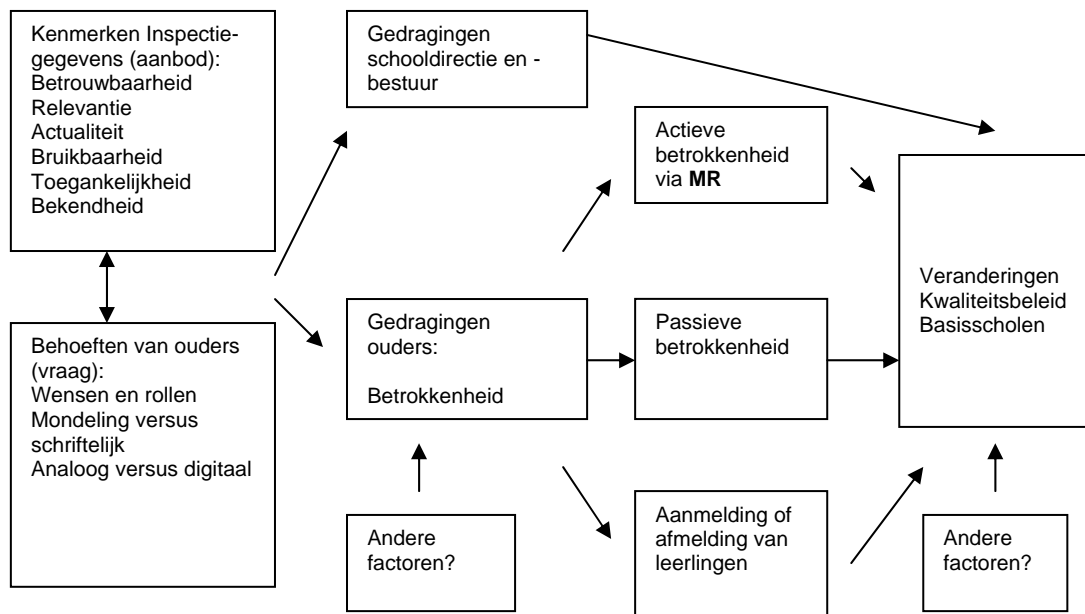 Kenmerken Inspectie-
gegevens (aanbod):
Betrouwbaarheid
Relevantie
Actualiteit
Bruikbaarheid
Toegankelijkheid
Bekendheid
Behoeften van ouders
(vraag):
Wensen en rollen
Mondeling versus
schriftelijk
Analoog versus digitaal
Gedragingen
schooldirectie en -
bestuur
Gedragingen
ouders:
Betrokkenheid
Andere
factoren?
Actieve
betrokkenheid
via MR
Passieve
betrokkenheid
Aanmelding of
afmelding van
leerlingen
Veranderingen
Kwaliteitsbeleid
Basisscholen
Andere
factoren?